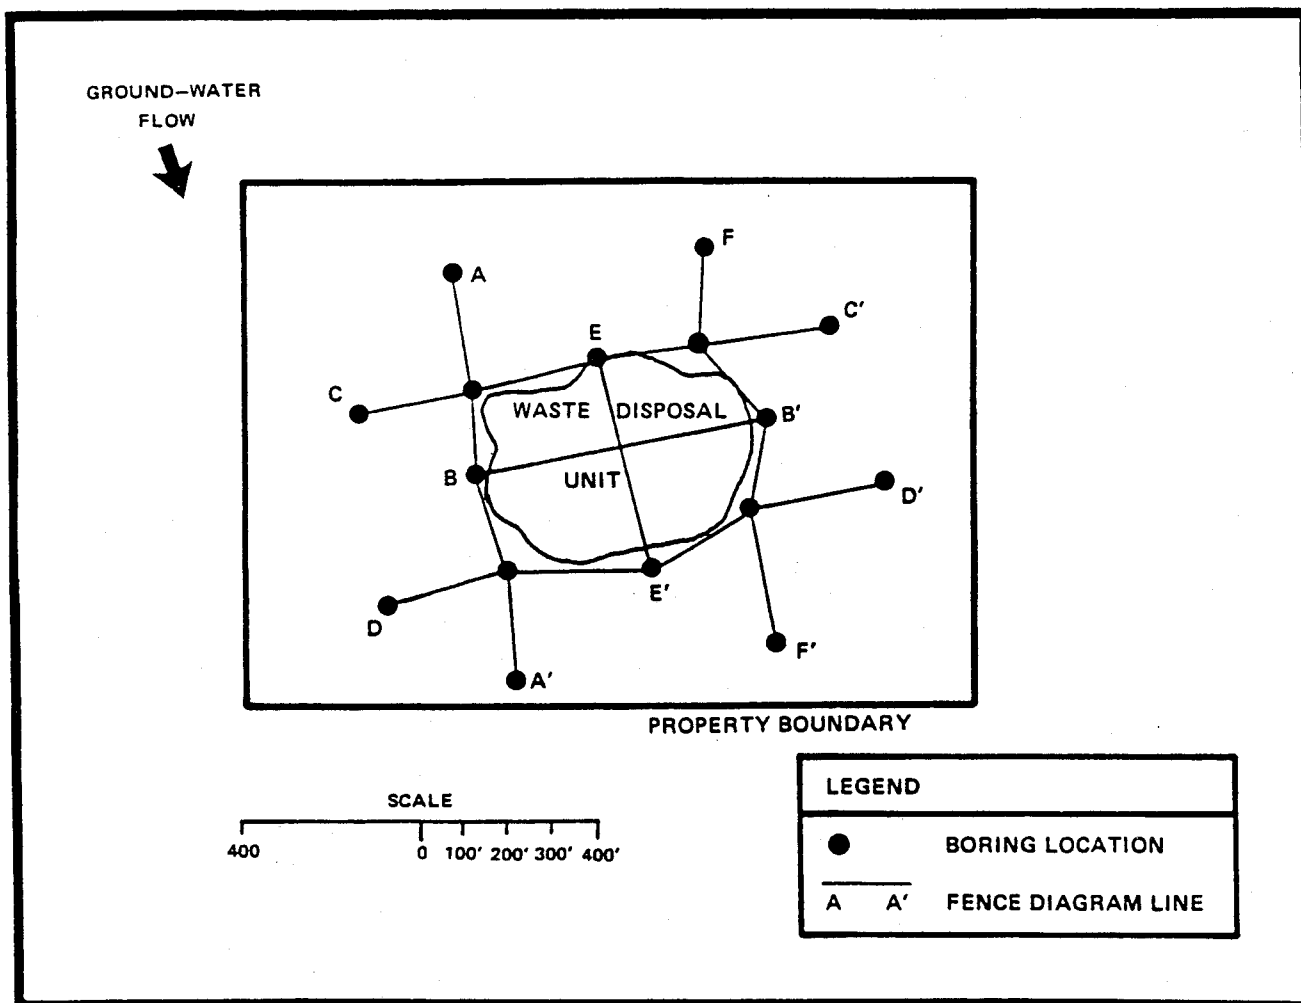 GROUND–WATER
FLOW
F
A
C′
E
C
WASTE DISPOSAL
B′
B
UNIT
D′
E′
D
F′
A′
PROPERTY BOUNDARY
SCALE
400 0 100′ 200′ 300′ 400′
LEGEND
BORING LOCATION
A A′ FENCE DIAGRAM LINE